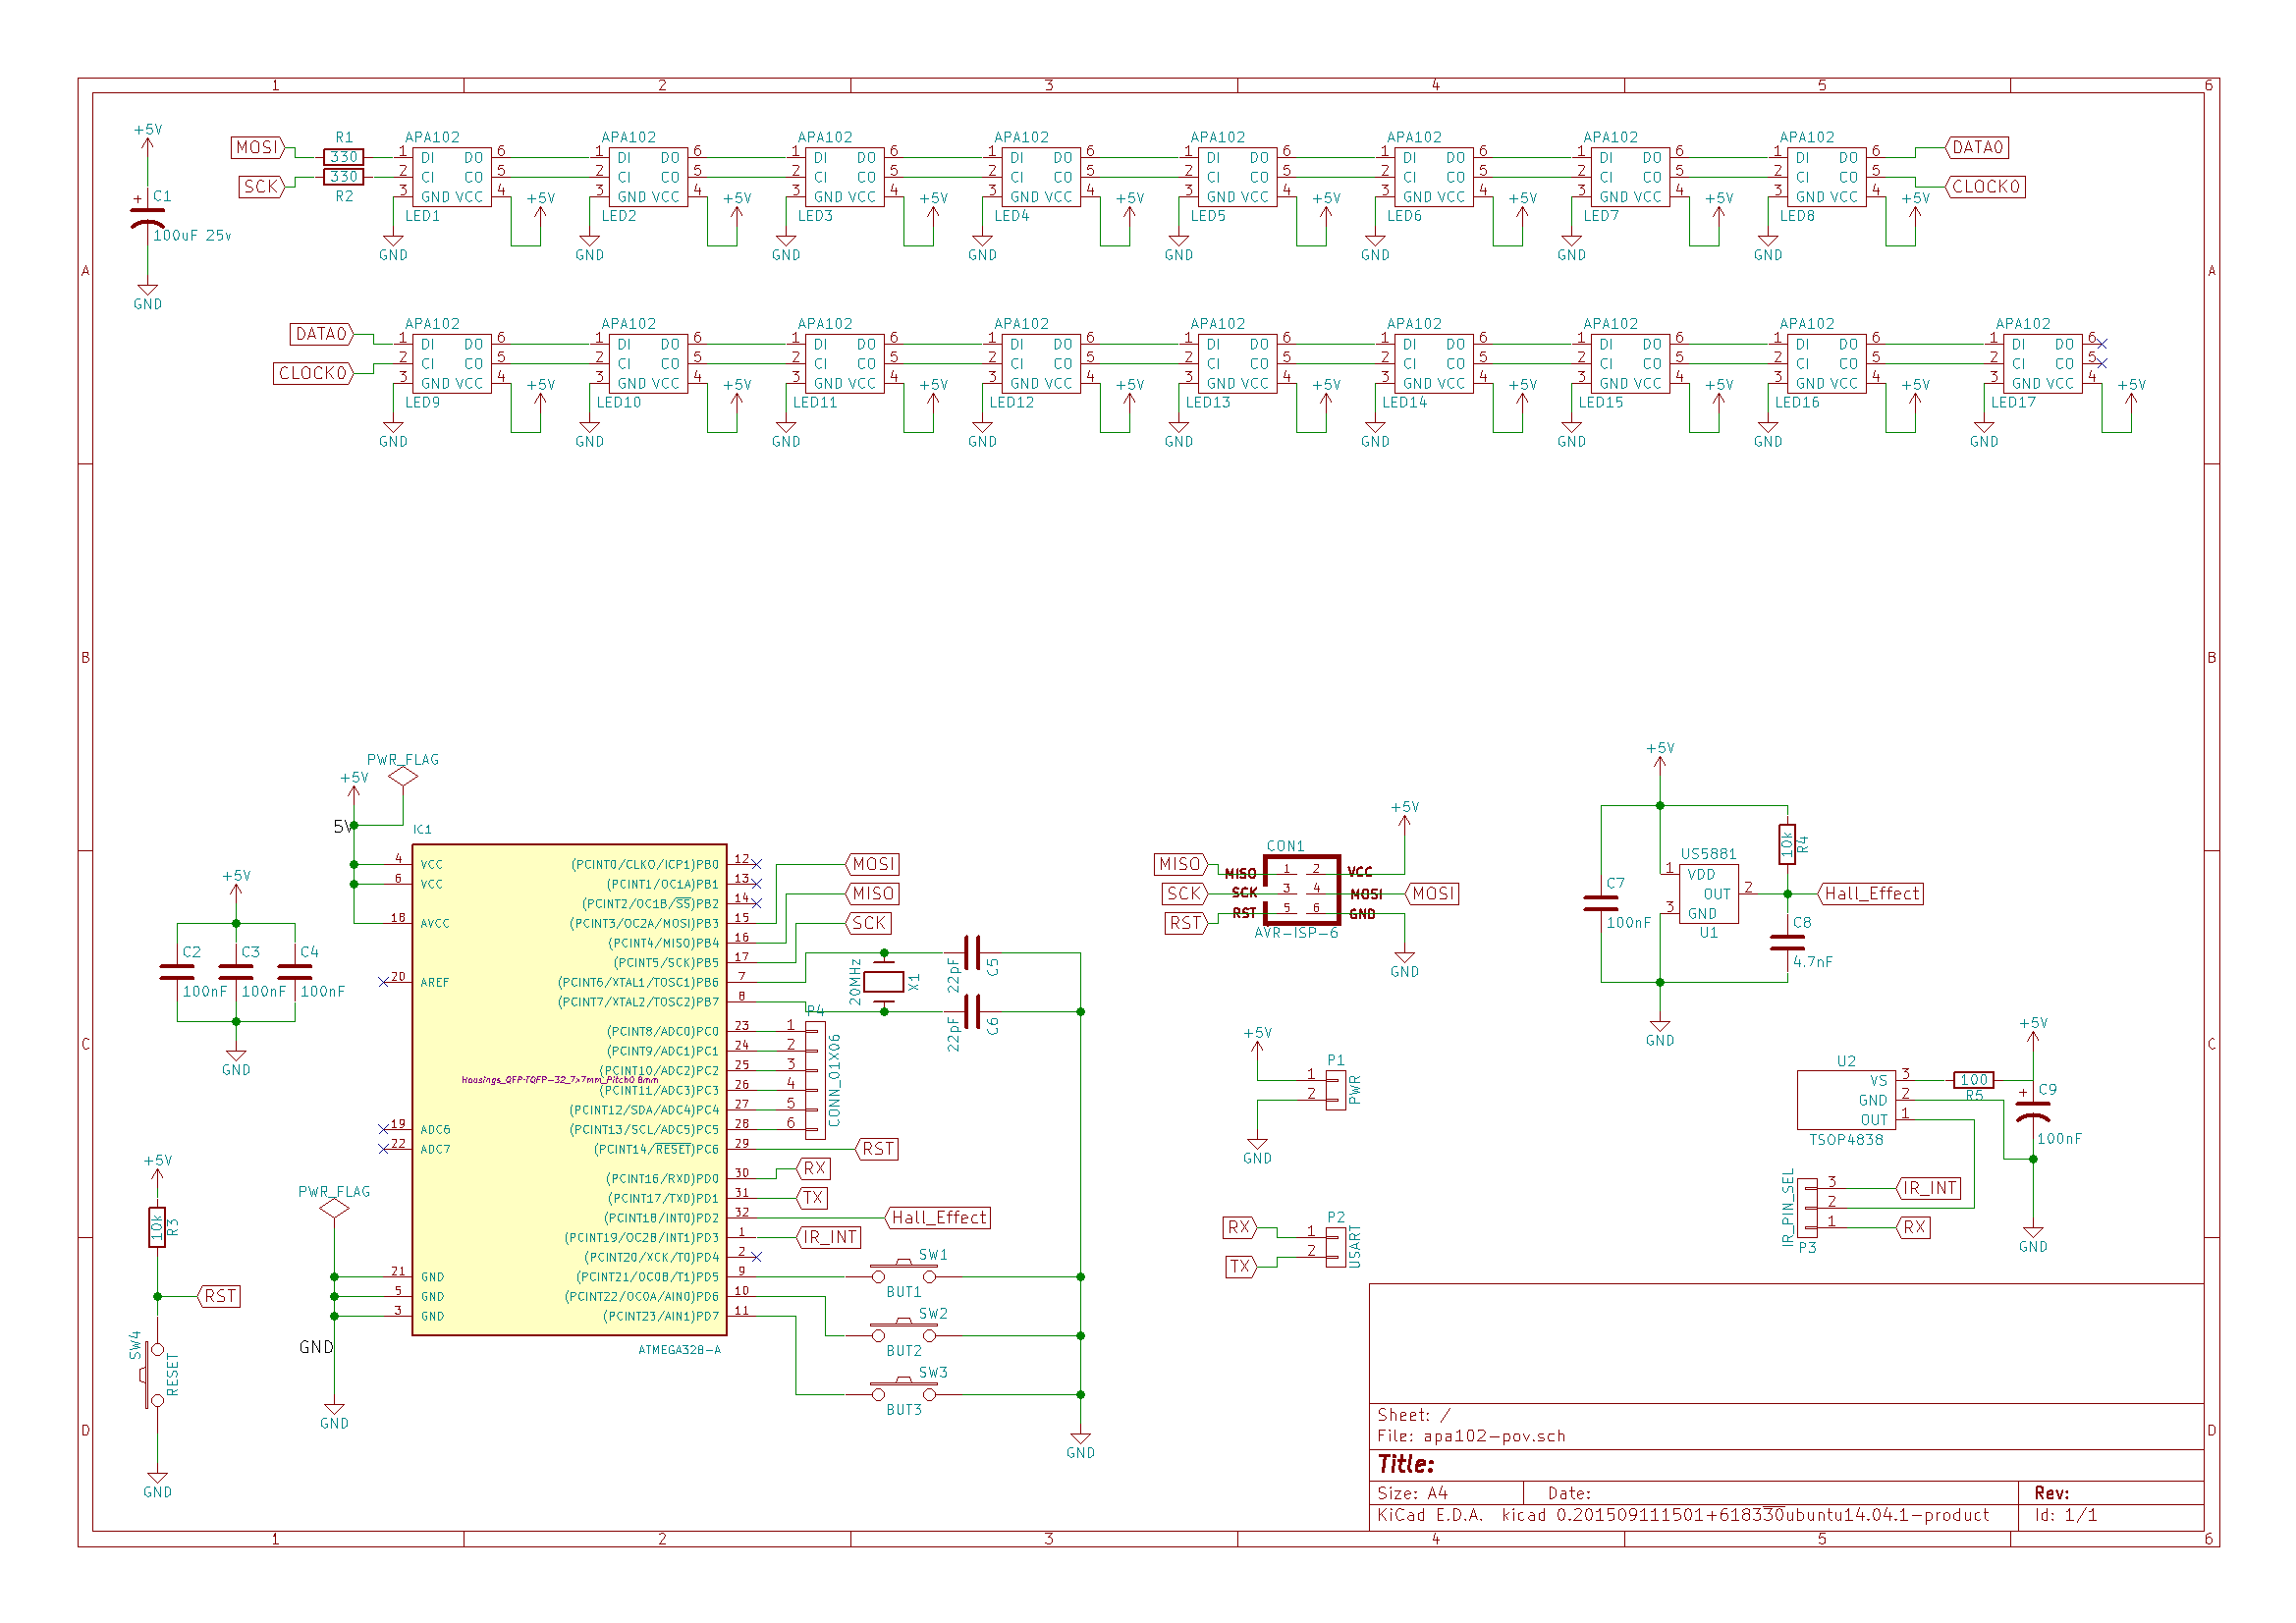 1 2 3 4 5 6
A
B
C
D
A
B
C
D
1 2 3 4 5 6
+5V
C1
+
100uF 25v
GND
MOSI
SCK
R1
330
330
R2
APA102 APA102 APA102 APA102 APA102 APA102 APA102 APA102
1 DI DO 6 1 DI DO 6 1 DI DO 6 1 DI DO 6 1 DI DO 6 1 DI DO 6 1 DI DO 6 1 DI DO 6
2 CI CO 5 2 CI CO 5 2 CI CO 5 2 CI CO 5 2 CI CO 5 2 CI CO 5 2 CI CO 5 2 CI CO 5
3 GND VCC 4 3 GND VCC 4 3 GND VCC 4 3 GND VCC 4 3 GND VCC 4 3 GND VCC 4 3 GND VCC 4 3 GND VCC 4
+5V +5V +5V +5V +5V +5V +5V +5V
LED1 LED2 LED3 LED4 LED5 LED6 LED7 LED8
GND GND GND GND GND GND GND GND
DATA0
CLOCK0
DATA0
CLOCK0
APA102 APA102 APA102 APA102 APA102 APA102 APA102 APA102 APA102
1 DI DO 6 1 DI DO 6 1 DI DO 6 1 DI DO 6 1 DI DO 6 1 DI DO 6 1 DI DO 6 1 DI DO 6 1 DI DO 6
2 CI CO 5 2 CI CO 5 2 CI CO 5 2 CI CO 5 2 CI CO 5 2 CI CO 5 2 CI CO 5 2 CI CO 5 2 CI CO 5
3 GND VCC 4 3 GND VCC 4 3 GND VCC 4 3 GND VCC 4 3 GND VCC 4 3 GND VCC 4 3 GND VCC 4 3 GND VCC 4 3 GND VCC 4
+5V +5V +5V +5V +5V +5V +5V +5V +5V
LED9 LED10 LED11 LED12 LED13 LED14 LED15 LED16 LED17
GND GND GND GND GND GND GND GND GND
PWR_FLAG
+5V
5V
IC1
4 VCC
6 VCC
18 AVCC
20 AREF
19 ADC6
22 ADC7
21 GND
5 GND
3 GND
Housings_QFP:TQFP-32_7x7mm_Pitch0.8mm
(PCINT0/CLKO/ICP1)PB0 12
(PCINT1/OC1A)PB1 13
(PCINT2/OC1B/SS)PB2 14
(PCINT3/OC2A/MOSI)PB3 15
(PCINT4/MISO)PB4 16
(PCINT5/SCK)PB5 17
(PCINT6/XTAL1/TOSC1)PB6 7
(PCINT7/XTAL2/TOSC2)PB7 8
(PCINT8/ADC0)PC0 23
(PCINT9/ADC1)PC1 24
(PCINT10/ADC2)PC2 25
(PCINT11/ADC3)PC3 26
(PCINT12/SDA/ADC4)PC4 27
(PCINT13/SCL/ADC5)PC5 28
(PCINT14/RESET)PC6 29
(PCINT16/RXD)PD0 30
(PCINT17/TXD)PD1 31
(PCINT18/INT0)PD2 32
(PCINT19/OC2B/INT1)PD3 1
(PCINT20/XCK/T0)PD4 2
(PCINT21/OC0B/T1)PD5 9
(PCINT22/OC0A/AIN0)PD6 10
(PCINT23/AIN1)PD7 11
ATMEGA328-A
MOSI
MISO
SCK
20MHz
X1
22pF
C5
22pF
C6
P4
1
2
3
4
5
6
CONN_01X06
RST
RX
TX
Hall_Effect
IR_INT
SW1
BUT1
SW2
BUT2
SW3
BUT3
GND
+5V
C2 C3 C4
100nF 100nF 100nF
GND
+5V
10k
R3
RST
SW4
RESET
GND
PWR_FLAG
GND
GND
CON1
MISO
SCK
RST
MISO 1 2 VCC
SCK 3 4 MOSI
RST 5 6 GND
AVR-ISP-6
+5V
MOSI
GND
+5V
P1
1
2
PWR
GND
P2
RX 1
TX 2
USART
+5V
US5881
1 VDD
OUT 2
3 GND
U1
10k
R4
Hall_Effect
C7
100nF
C8
4.7nF
GND
+5V
U2
VS 3
GND 2
OUT 1
TSOP4838
100
R5
C9
+
100nF
GND
IR_PIN_SEL
3 IR_INT
2
1 RX
P3
Sheet: /
File: apa102-pov.sch
Title:
Size: A4 Date: Rev:
KiCad E.D.A. kicad 0.201509111501+618330ubuntu14.04.1-product Id: 1/1